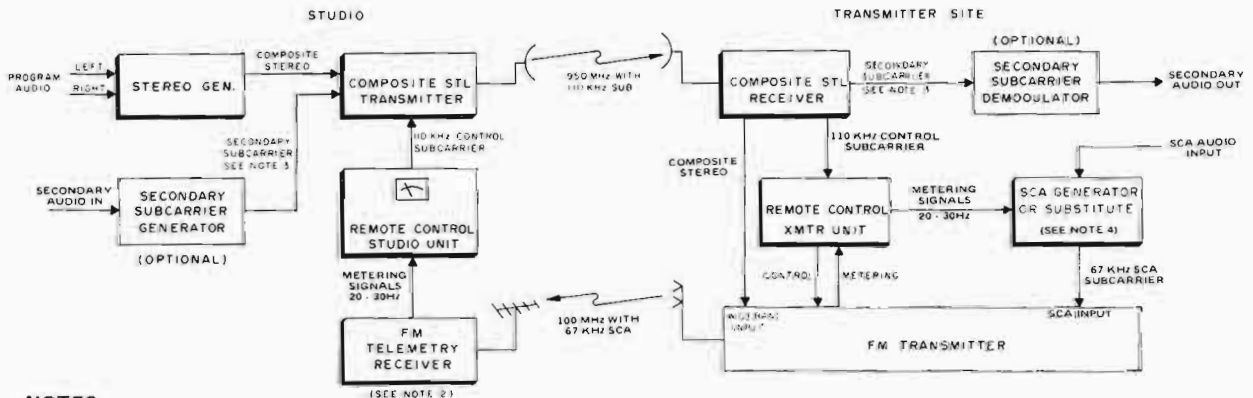 STUDIO
TRANSMITTER SITE
PROGRAM
AUDIO
LEFT
RIGHT
STEREO GEN.
COMPOSITE
STEREO
COMPOSITE STL
TRANSMITTER
950 MHz WITH
110 KHz SUB
COMPOSITE STL
RECEIVER
SECONDARY
SUBCARRIER
SEE NOTE 3
(OPTIONAL)
SECONDARY
SUBCARRIER
DEMODULATOR
SECONDARY
AUDIO OUT
SECONDARY
SUBCARRIER
SEE NOTE 3
110 KHz CONTROL
SUBCARRIER
COMPOSITE
STEREO
110 KHz CONTROL
SUBCARRIER
SCA AUDIO
INPUT
SECONDARY
AUDIO IN
SECONDARY
SUBCARRIER
GENERATOR
(OPTIONAL)
REMOTE CONTROL
STUDIO UNIT
REMOTE CONTROL
XMTR UNIT
METERING
SIGNALS
20 - 30Hz
SCA GENERATOR
OR SUBSTITUTE
(SEE NOTE 4)
METERING
SIGNALS
20 - 30Hz
CONTROL
METERING
67 KHz SCA
SUBCARRIER
FM
TELEMETRY
RECEIVER
(SEE NOTE 2)
100 MHz WITH
67 KHz SCA
WIDEBAND
INPUT
SCA INPUT
FM TRANSMITTER
NOTES